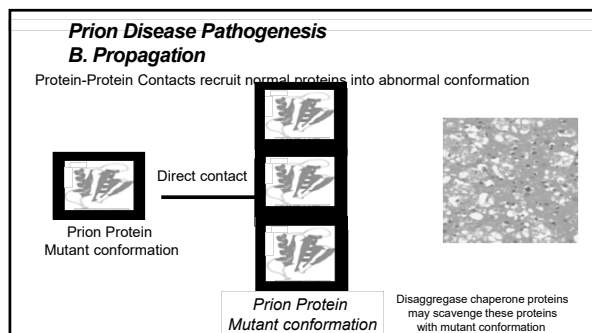 Prion Disease Pathogenesis
B. Propagation
Protein-Protein Contacts recruit normal proteins into abnormal conformation
Direct contact
Prion Protein
Mutant conformation
Prion Protein
Mutant conformation
Disaggregase chaperone proteins
may scavenge these proteins
with mutant conformation